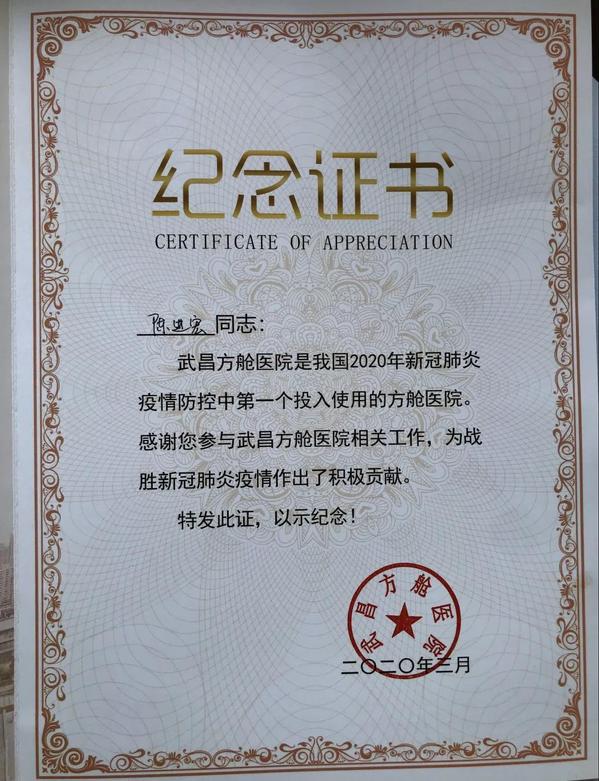 纪念证书
CERTIFICATE OF APPRECIATION
陈进宏同志：
武昌方舱医院是我国2020年新冠肺炎
疫情防控中第一个投入使用的方舱医院。
感谢您参与武昌方舱医院相关工作，为战
胜新冠肺炎疫情作出了积极贡献。
特发此证，以示纪念！
武昌方舱医院
二〇二〇年三月